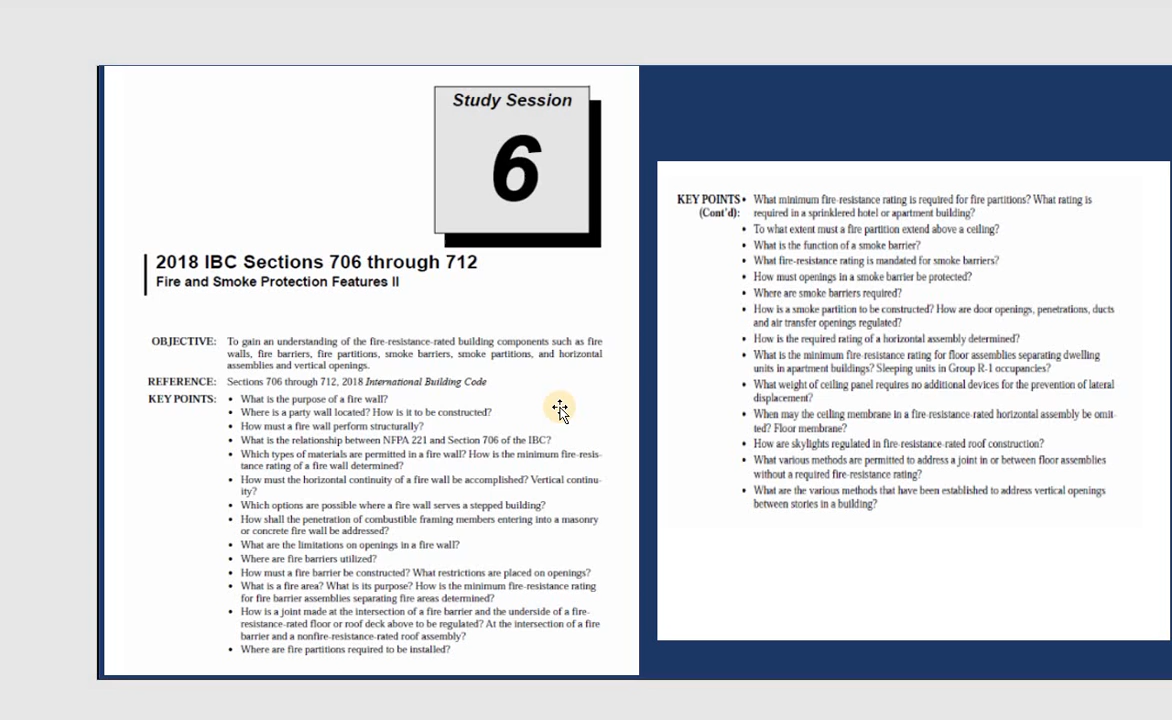 Study Session
6
2018 IBC Sections 706 through 712
Fire and Smoke Protection Features II
OBJECTIVE: To gain an understanding of the fire-resistance-rated building components such as fire
walls, fire barriers, fire partitions, smoke barriers, smoke partitions, and horizontal
assemblies and vertical openings.
REFERENCE: Sections 706 through 712, 2018 International Building Code
KEY POINTS: • What is the purpose of a fire wall?
• Where is a party wall located? How is it to be constructed?
• How must a fire wall perform structurally?
• What is the relationship between NFPA 221 and Section 706 of the IBC?
• Which types of materials are permitted in a fire wall? How is the minimum fire-resis-
tance rating of a fire wall determined?
• How must the horizontal continuity of a fire wall be accomplished? Vertical continu-
ity?
• Which options are possible where a fire wall serves a stepped building?
• How shall the penetration of combustible framing members entering into a masonry
or concrete fire wall be addressed?
• What are the limitations on openings in a fire wall?
• Where are fire barriers utilized?
• How must a fire barrier be constructed? What restrictions are placed on openings?
• What is a fire area? What is its purpose? How is the minimum fire-resistance rating
for fire barrier assemblies separating fire areas determined?
• How is a joint made at the intersection of a fire barrier and the underside of a fire-
resistance-rated floor or roof deck above to be regulated? At the intersection of a fire
barrier and a nonfire-resistance-rated roof assembly?
• Where are fire partitions required to be installed?
KEY POINTS • What minimum fire-resistance rating is required for fire partitions? What rating is
(Cont'd): required in a sprinklered hotel or apartment building?
• To what extent must a fire partition extend above a ceiling?
• What is the function of a smoke barrier?
• What fire-resistance rating is mandated for smoke barriers?
• How must openings in a smoke barrier be protected?
• Where are smoke barriers required?
• How is a smoke partition to be constructed? How are door openings, penetrations, ducts
and air transfer openings regulated?
• How is the required rating of a horizontal assembly determined?
• What is the minimum fire-resistance rating for floor assemblies separating dwelling
units in apartment buildings? Sleeping units in Group R-1 occupancies?
• What weight of ceiling panel requires no additional devices for the prevention of lateral
displacement?
• When may the ceiling membrane in a fire-resistance-rated horizontal assembly be omit-
ted? Floor membrane?
• How are skylights regulated in fire-resistance-rated roof construction?
• What various methods are permitted to address a joint in or between floor assemblies
without a required fire-resistance rating?
• What are the various methods that have been established to address vertical openings
between stories in a building?